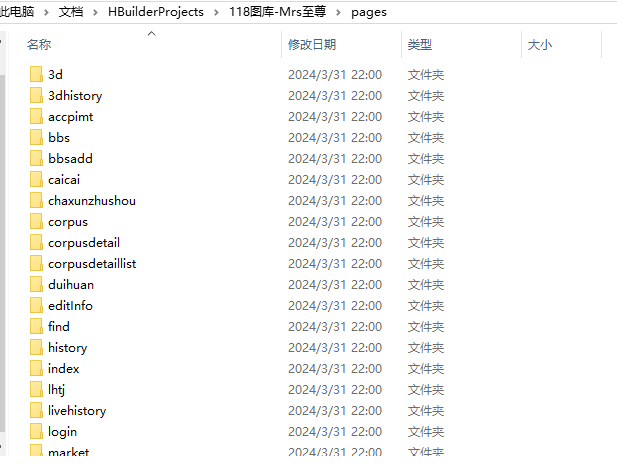 此电脑 > 文档 > HBuilderProjects > 118图库-Mrs至尊 > pages
名称 修改日期 类型 大小
3d 2024/3/31 22:00 文件夹
3dhistory 2024/3/31 22:00 文件夹
accpimt 2024/3/31 22:00 文件夹
bbs 2024/3/31 22:00 文件夹
bbsadd 2024/3/31 22:00 文件夹
caicai 2024/3/31 22:00 文件夹
chaxunzhushou 2024/3/31 22:00 文件夹
corpus 2024/3/31 22:00 文件夹
corpusdetail 2024/3/31 22:00 文件夹
corpusdetaillist 2024/3/31 22:00 文件夹
duihuan 2024/3/31 22:00 文件夹
editInfo 2024/3/31 22:00 文件夹
find 2024/3/31 22:00 文件夹
history 2024/3/31 22:00 文件夹
index 2024/3/31 22:00 文件夹
lhtj 2024/3/31 22:00 文件夹
livehistory 2024/3/31 22:00 文件夹
login 2024/3/31 22:00 文件夹
market 2024/3/31 22:00 文件夹